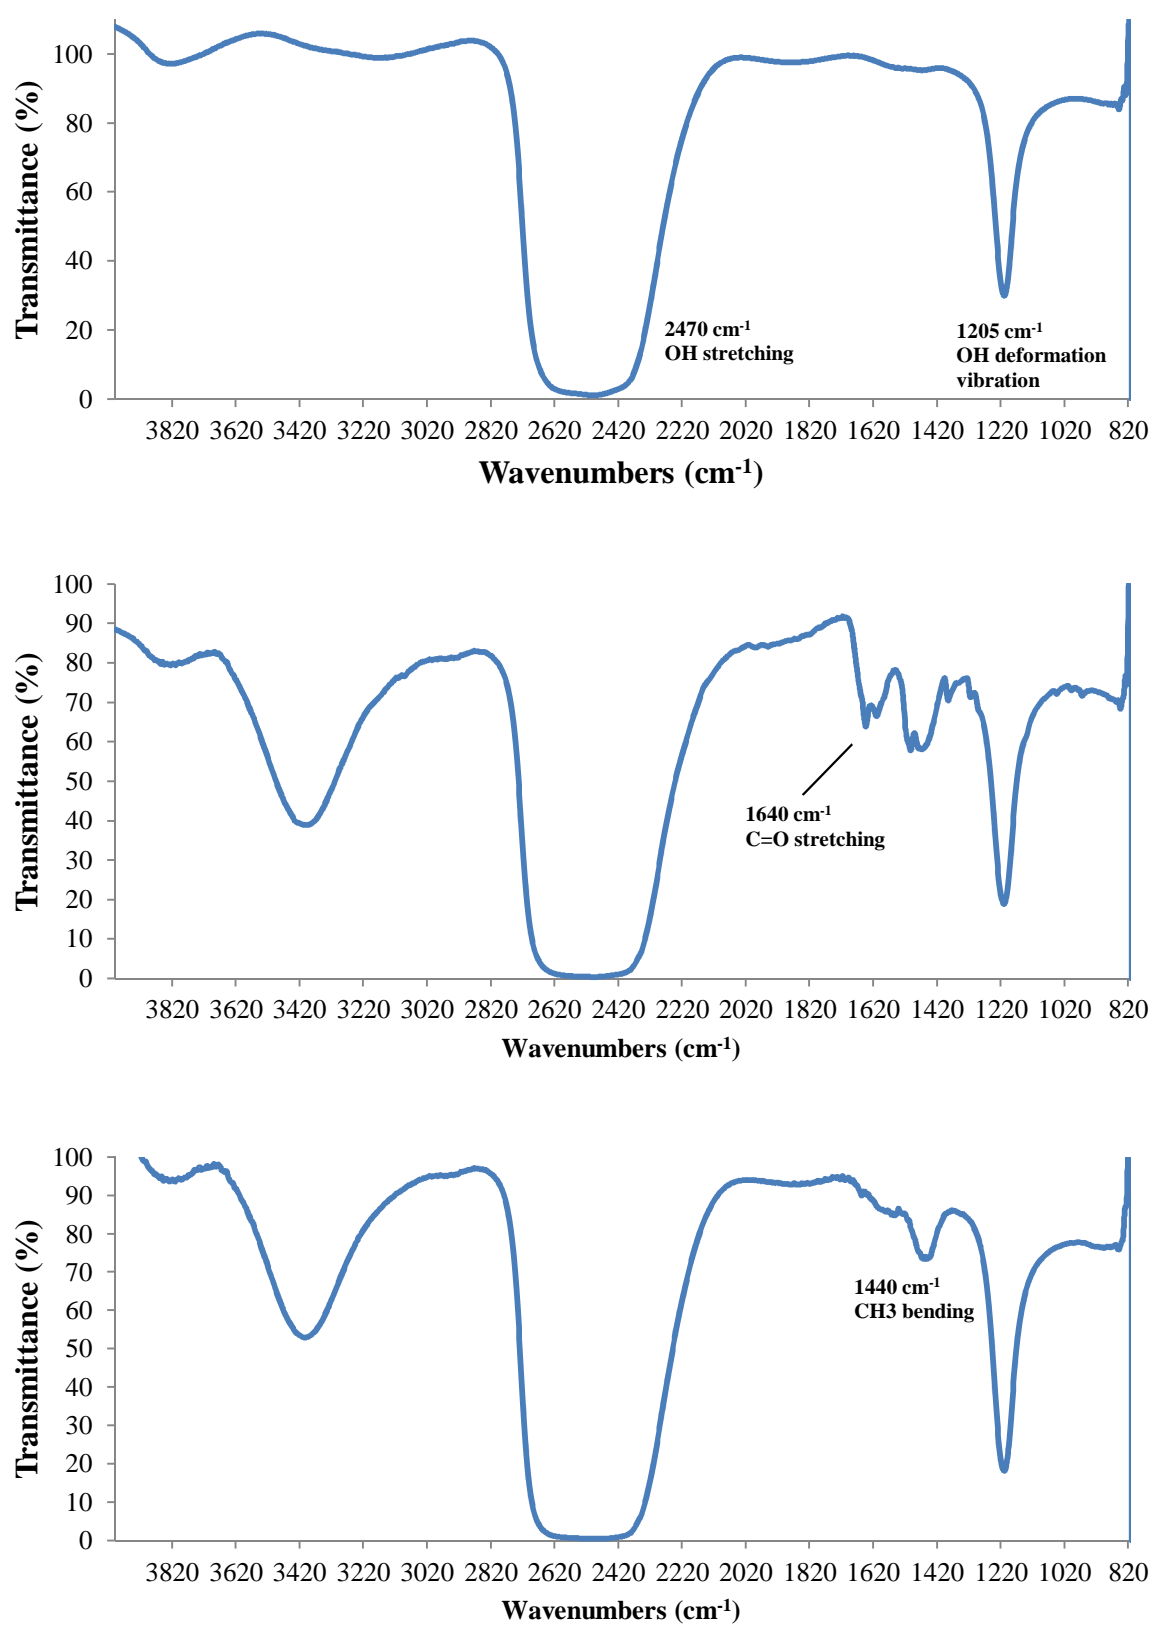 Transmittance (%)
100
80
60
40
20
0
2470 cm-1
OH stretching
1205 cm-1
OH deformation
vibration
3820 3620 3420 3220 3020 2820 2620 2420 2220 2020 1820 1620 1420 1220 1020 820
Wavenumbers (cm-1)
Transmittance (%)
100
90
80
70
60
50
40
30
20
10
0
1640 cm-1
C=O stretching
3820 3620 3420 3220 3020 2820 2620 2420 2220 2020 1820 1620 1420 1220 1020 820
Wavenumbers (cm-1)
Transmittance (%)
100
90
80
70
60
50
40
30
20
10
0
1440 cm-1
CH3 bending
3820 3620 3420 3220 3020 2820 2620 2420 2220 2020 1820 1620 1420 1220 1020 820
Wavenumbers (cm-1)